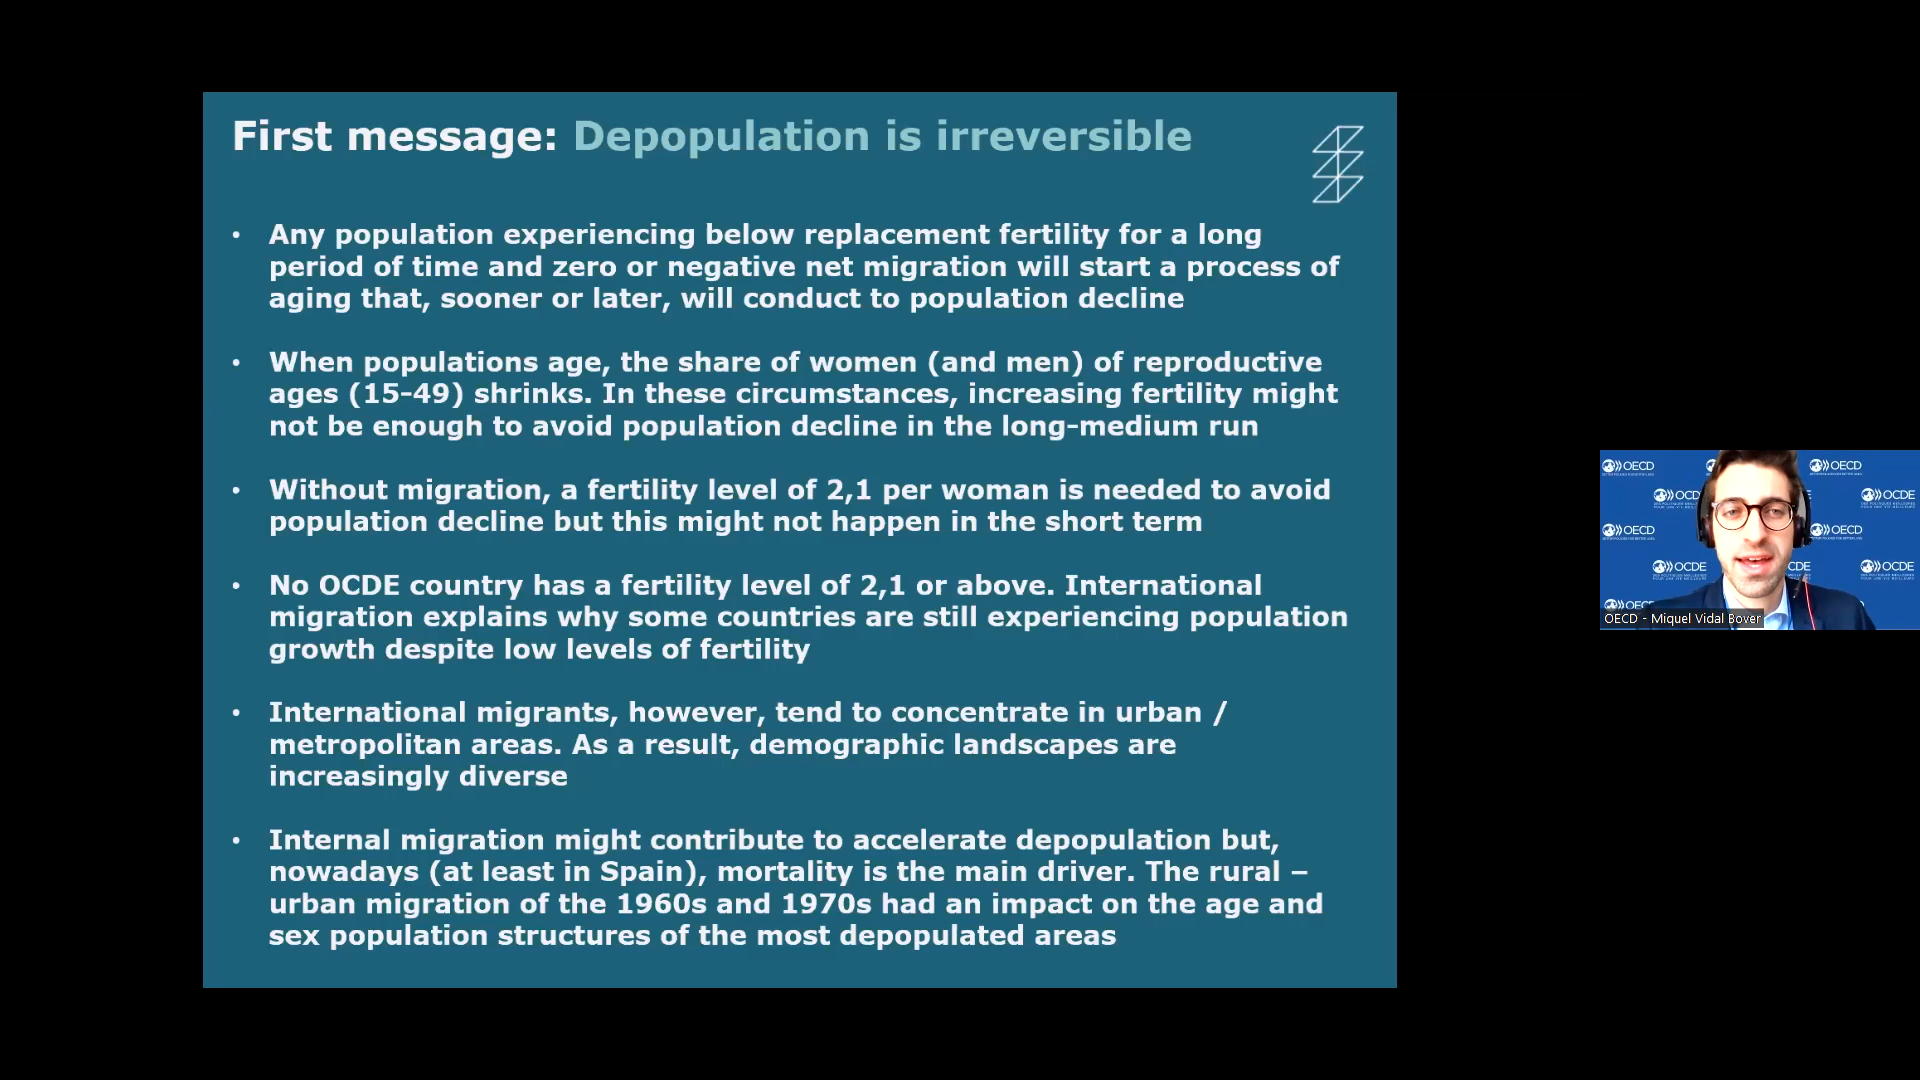 First message: Depopulation is irreversible
• Any population experiencing below replacement fertility for a long
period of time and zero or negative net migration will start a process of
aging that, sooner or later, will conduct to population decline
• When populations age, the share of women (and men) of reproductive
ages (15-49) shrinks. In these circumstances, increasing fertility might
not be enough to avoid population decline in the long-medium run
• Without migration, a fertility level of 2,1 per woman is needed to avoid
population decline but this might not happen in the short term
• No OCDE country has a fertility level of 2,1 or above. International
migration explains why some countries are still experiencing population
growth despite low levels of fertility
• International migrants, however, tend to concentrate in urban /
metropolitan areas. As a result, demographic landscapes are
increasingly diverse
• Internal migration might contribute to accelerate depopulation but,
nowadays (at least in Spain), mortality is the main driver. The rural –
urban migration of the 1960s and 1970s had an impact on the age and
sex population structures of the most depopulated areas
OECD OECD
OCDE
OECD OECD
OCDE OCDE
OECD - Miquel Vidal Bover